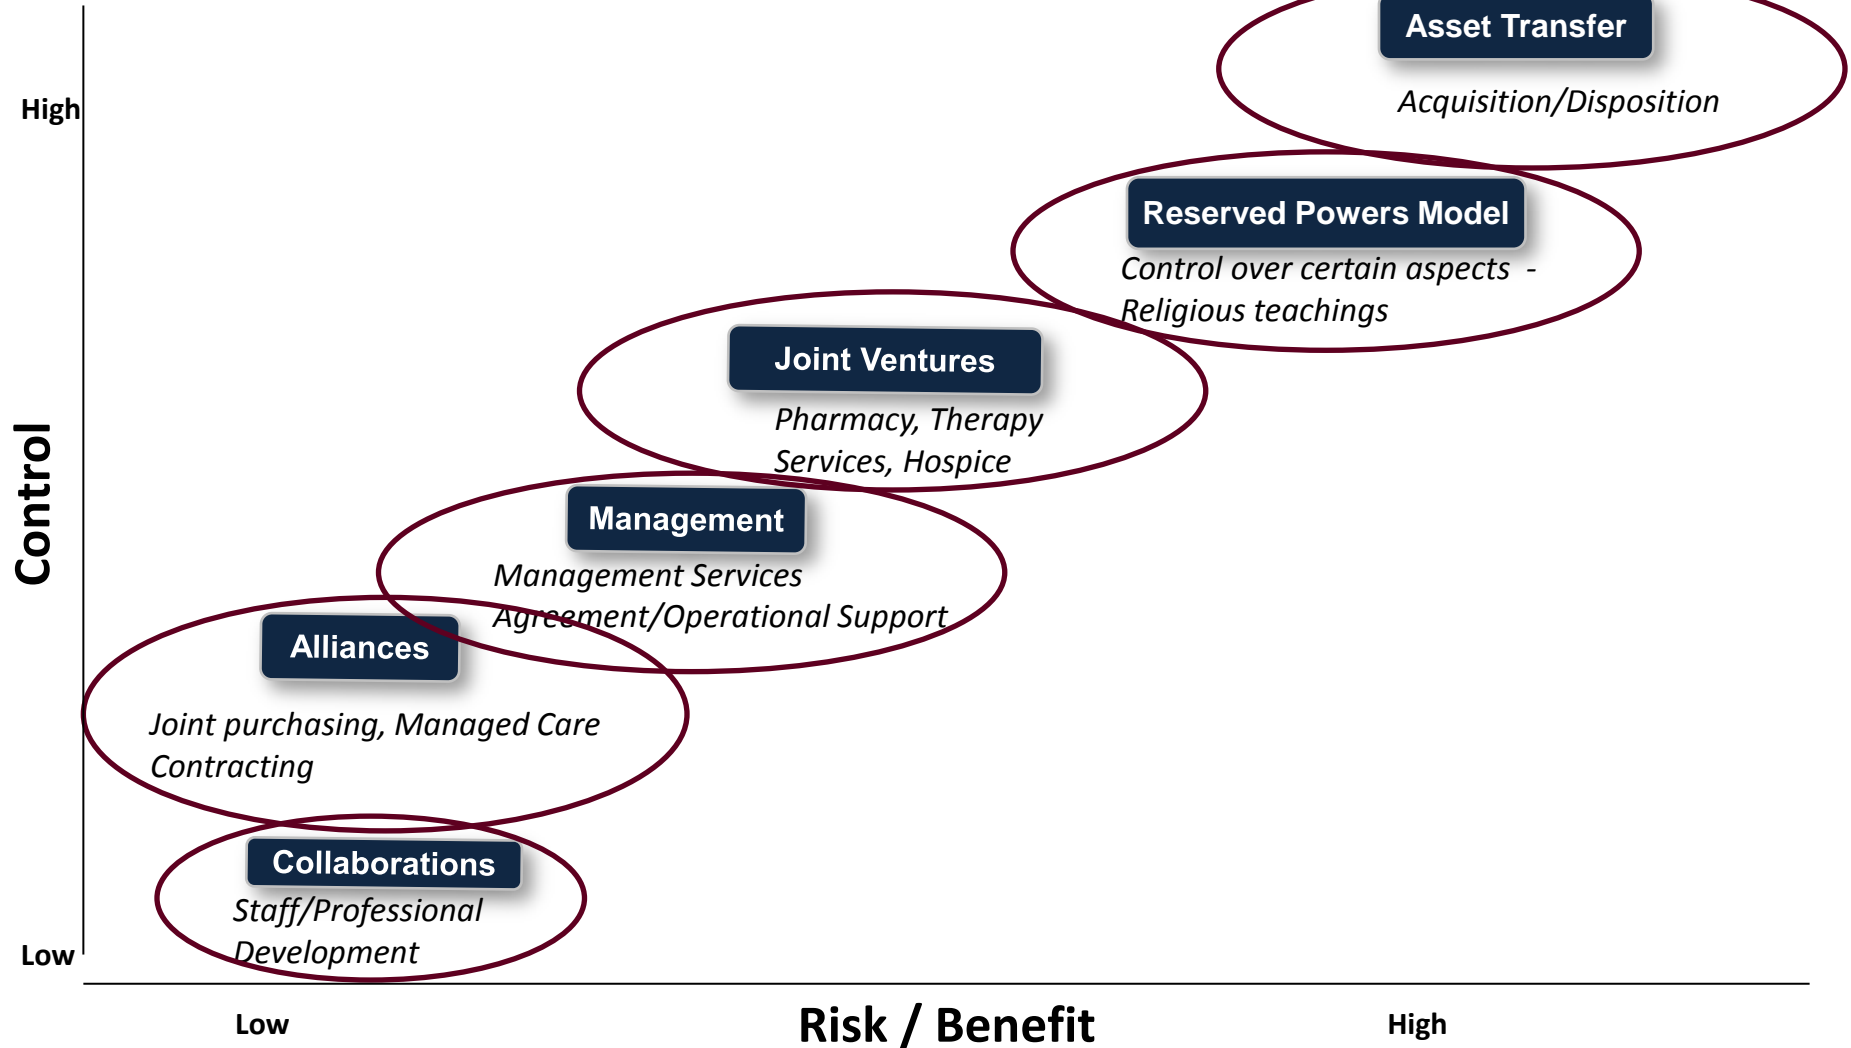 Asset Transfer
High
Acquisition/Disposition
Reserved Powers Model
Control over certain aspects -
Religious teachings
Joint Ventures
Pharmacy, Therapy
Services, Hospice
Control
Management
Management Services
Agreement/Operational Support
Alliances
Joint purchasing, Managed Care
Contracting
Collaborations
Staff/Professional
Development
Low
Low
Risk / Benefit
High